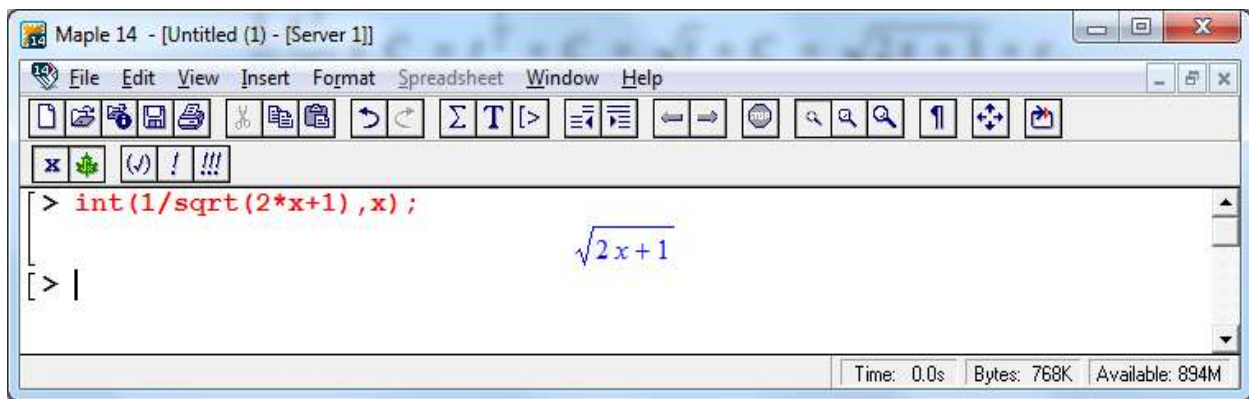 Maple 14 - [Untitled (1) - [Server 1]]
File Edit View Insert Format Spreadsheet Window Help
> int(1/sqrt(2*x+1),x);
√2 x + 1
>
Time: 0.0s Bytes: 768K Available: 894M